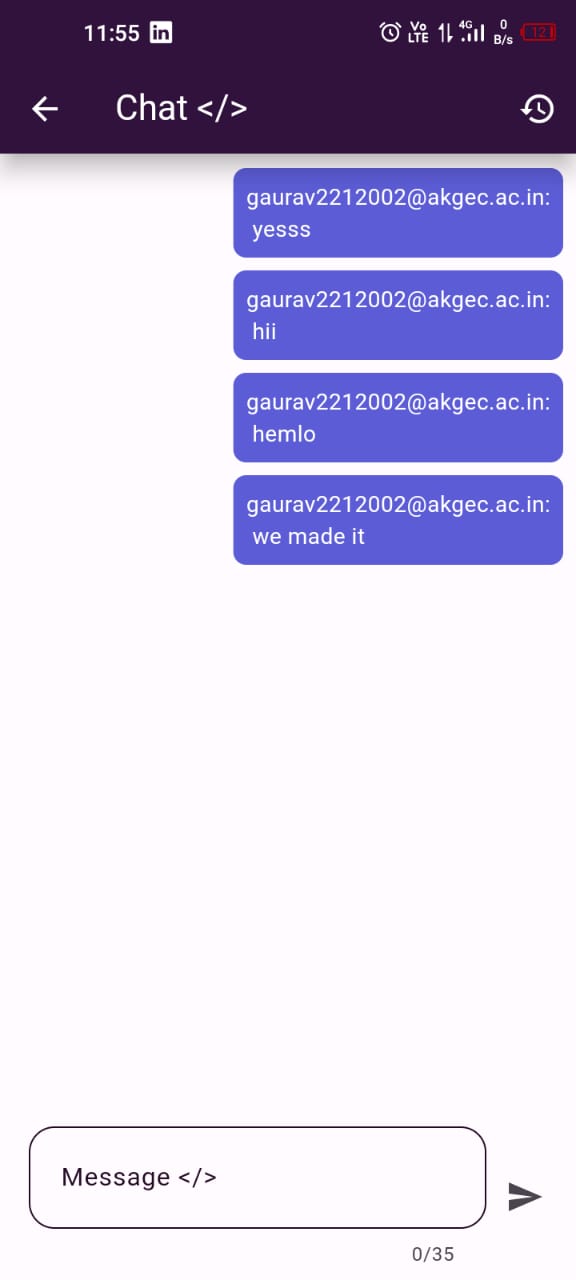 11:55 in Vo LTE 4G 0 B/s 12
Chat </>
gaurav2212002@akgec.ac.in:
yesss
gaurav2212002@akgec.ac.in:
hii
gaurav2212002@akgec.ac.in:
hemlo
gaurav2212002@akgec.ac.in:
we made it
Message </>
0/35